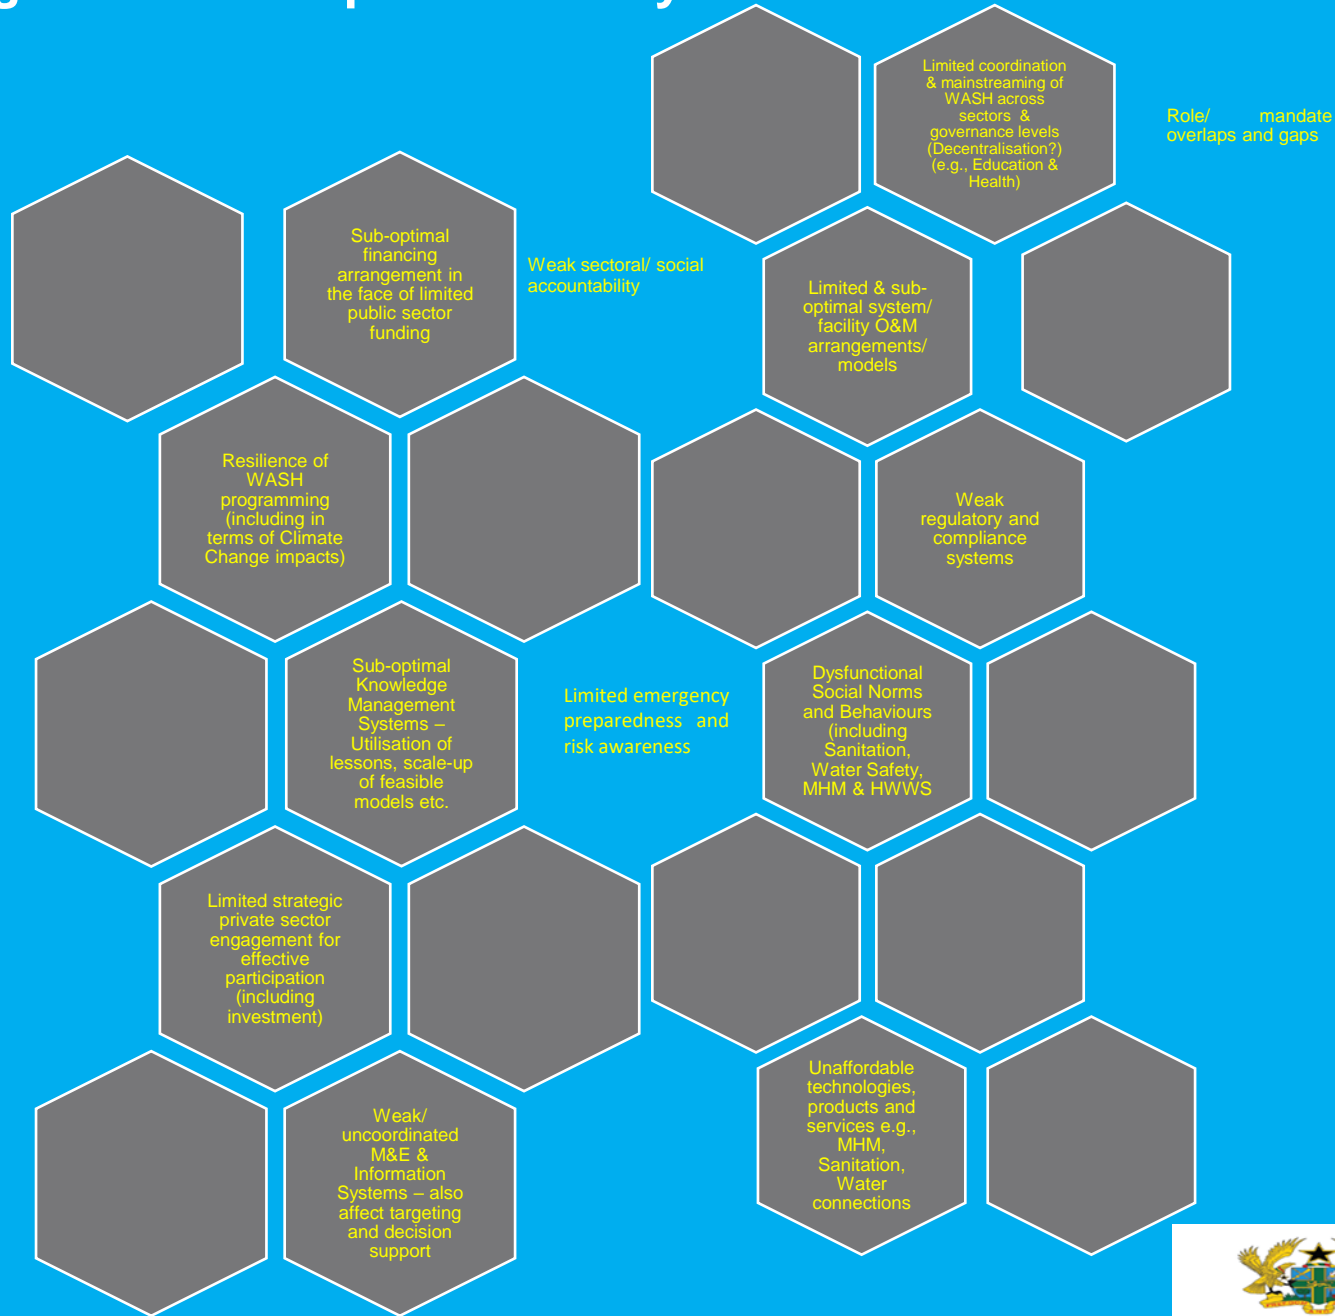 Limited coordination
& mainstreaming of
WASH across
sectors &
governance levels
(Decentralisation?)
(e.g., Education &
Health)
Role/ mandate
overlaps and gaps
Sub-optimal
financing
arrangement in
the face of limited
public sector
funding
Weak sectoral/ social
accountability
Limited & sub-
optimal system/
facility O&M
arrangements/
models
Resilience of
WASH
programming
(including in
terms of Climate
Change impacts)
Weak
regulatory and
compliance
systems
Sub-optimal
Knowledge
Management
Systems –
Utilisation of
lessons, scale-up
of feasible
models etc.
Limited emergency
preparedness and
risk awareness
Dysfunctional
Social Norms
and Behaviours
(including
Sanitation,
Water Safety,
MHM & HWWS
Limited strategic
private sector
engagement for
effective
participation
(including
investment)
Unaffordable
technologies,
products and
services e.g.,
MHM,
Sanitation,
Water
connections
Weak/
uncoordinated
M&E &
Information
Systems – also
affect targeting
and decision
support